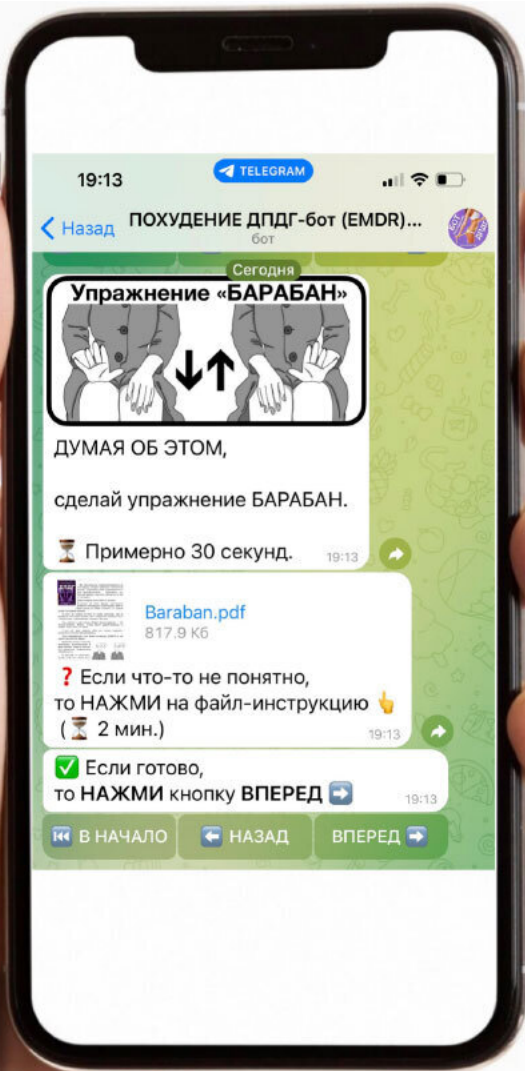 19:13
TELEGRAM
Назад
ПОХУДЕНИЕ ДПДГ-бот (EMDR)...
бот
Сегодня
Упражнение «БАРАБАН»
ДУМАЯ ОБ ЭТОМ,
сделай упражнение БАРАБАН.
⏳ Примерно 30 секунд.
19:13
Baraban.pdf
817.9 Кб
❓ Если что-то не понятно,
то НАЖМИ на файл-инструкцию 👆
(⏳ 2 мин.)
19:13
✅ Если готово,
то НАЖМИ кнопку ВПЕРЕД ➡️
19:13
⏮️ В НАЧАЛО
⬅️ НАЗАД
ВПЕРЕД ➡️